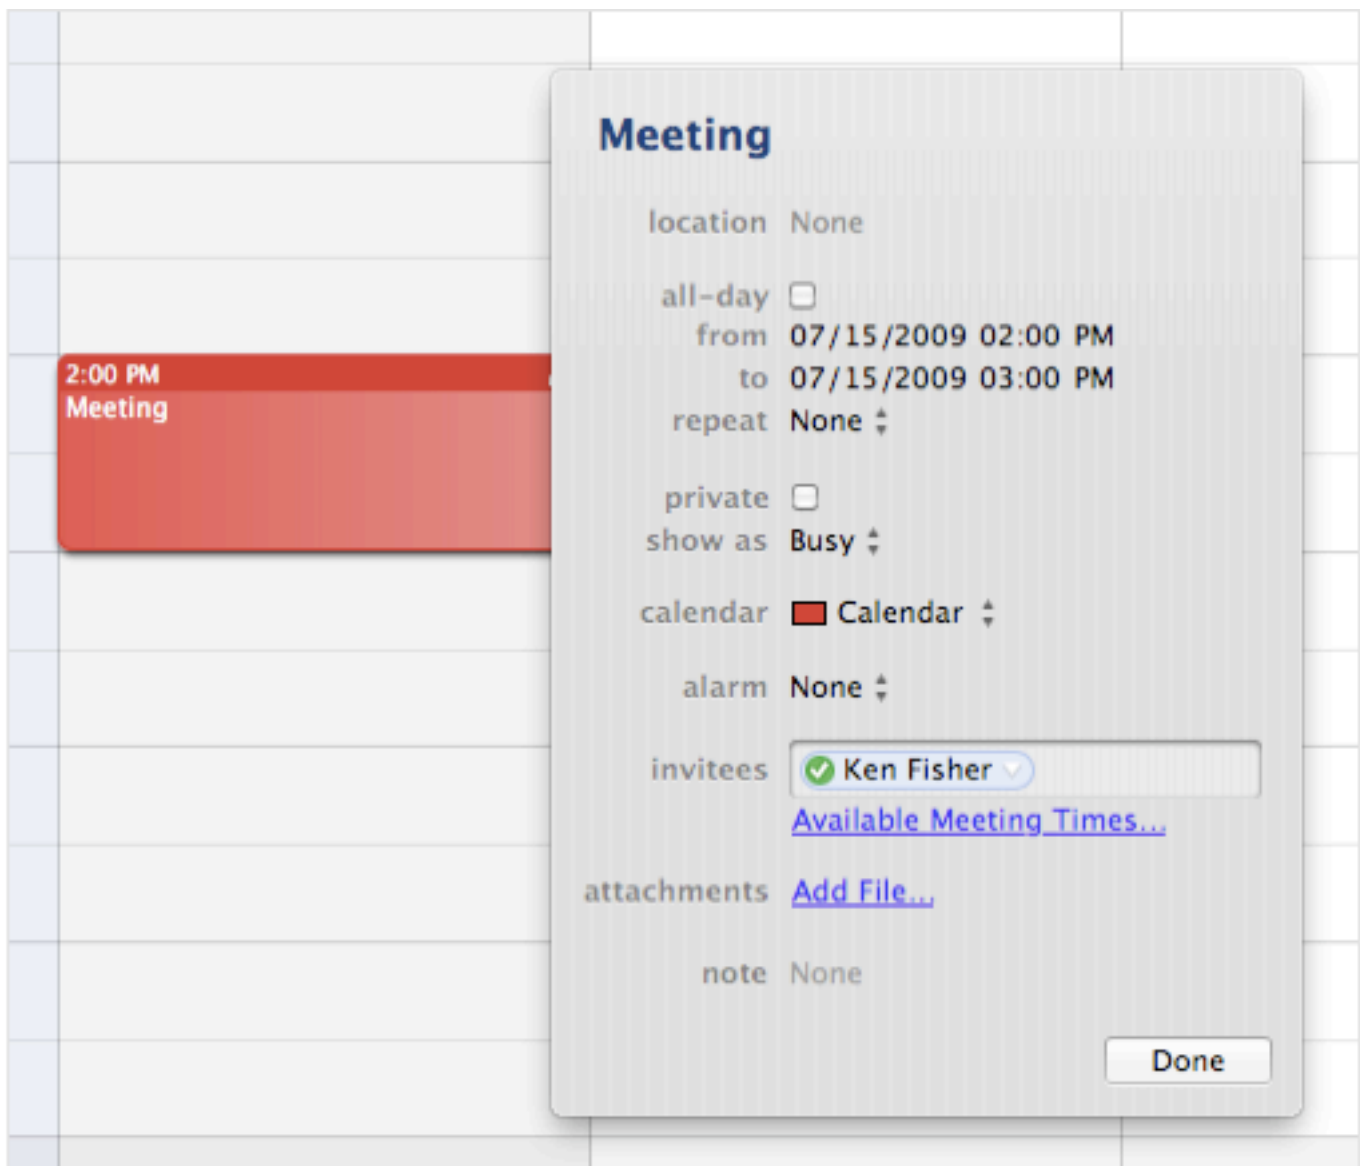 2:00 PM
Meeting
Meeting
location None
all-day
from 07/15/2009 02:00 PM
to 07/15/2009 03:00 PM
repeat None
private
show as Busy
calendar Calendar
alarm None
invitees Ken Fisher
Available Meeting Times...
attachments Add File...
note None
Done